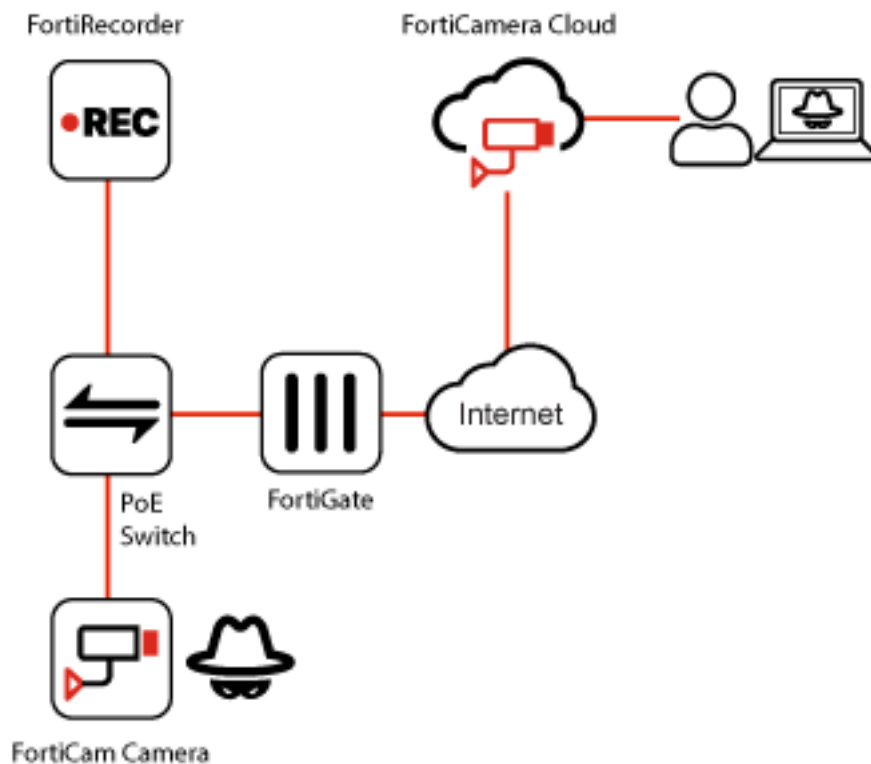 FortiRecorder
FortiCamera Cloud
REC
Internet
FortiGate
PoE
Switch
FortiCam Camera